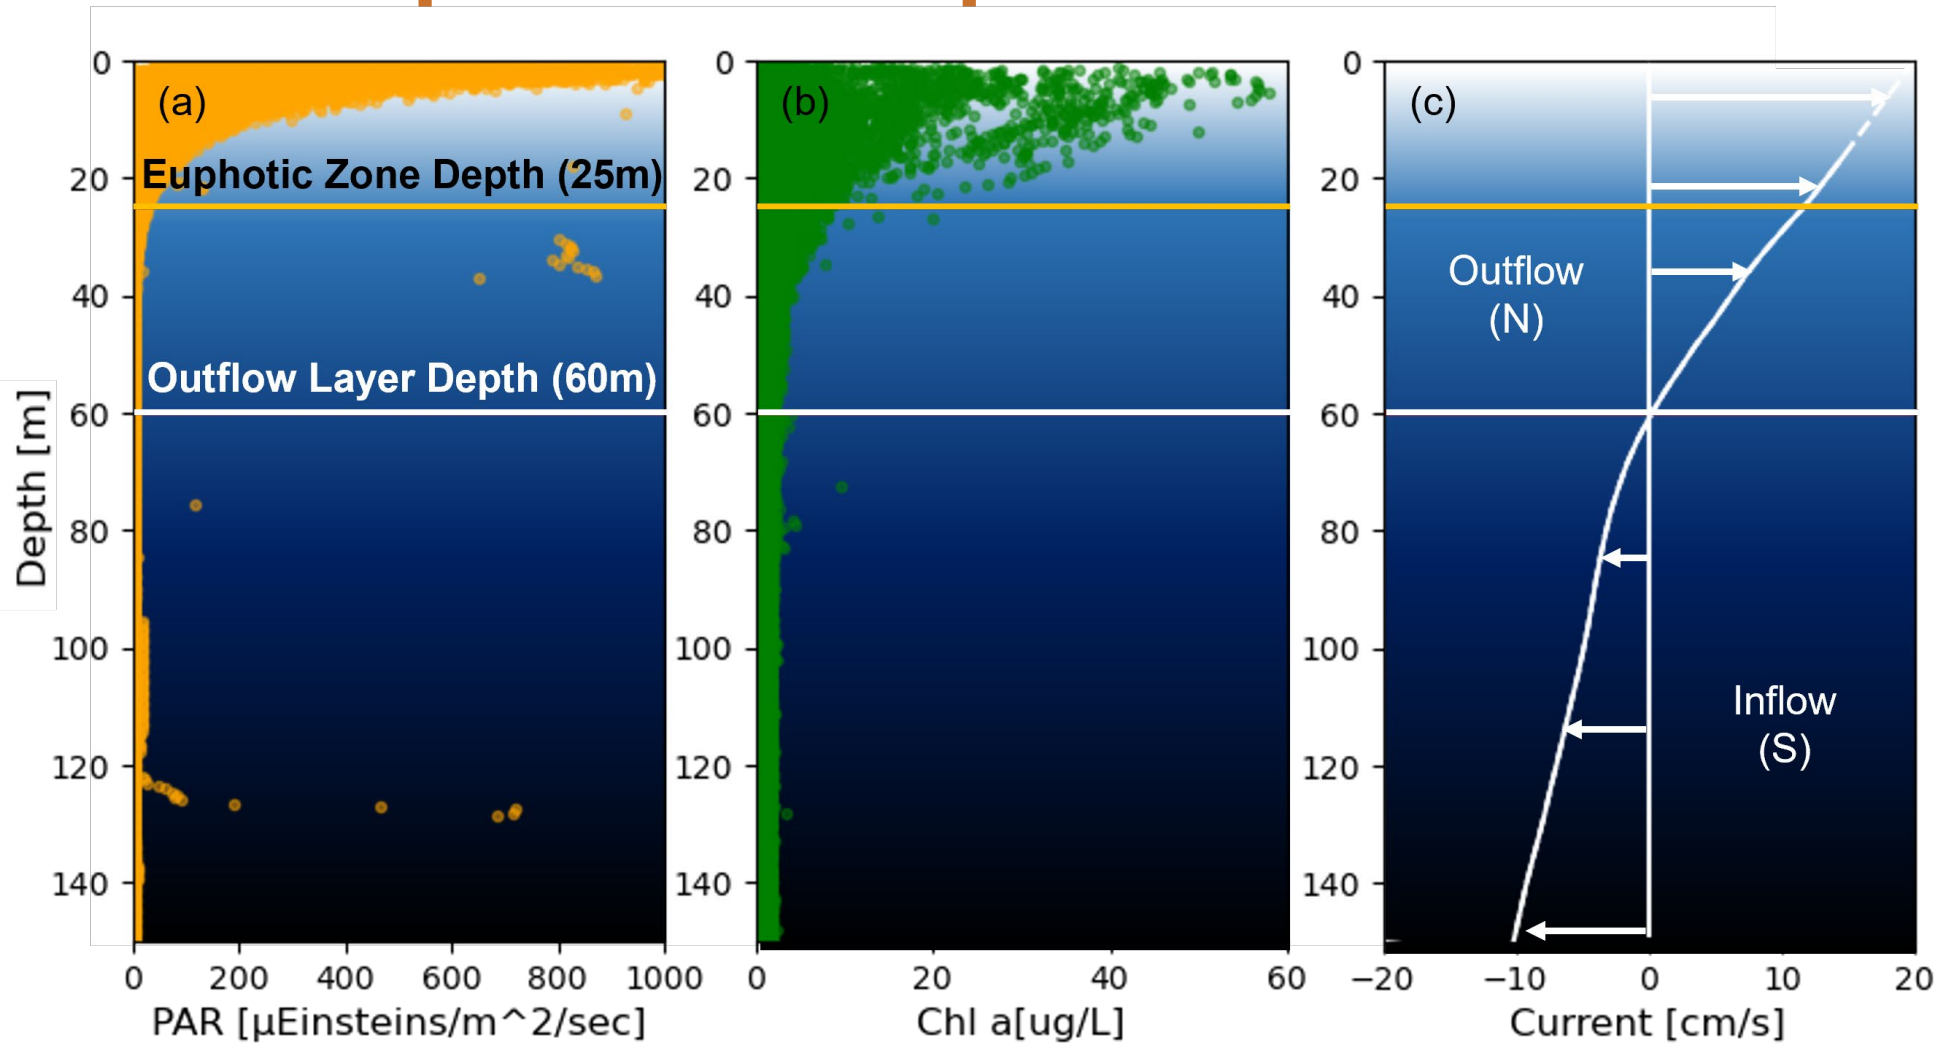 (a)
Euphotic Zone Depth (25m)
Outflow Layer Depth (60m)
0
20
40
60
80
100
120
140
Depth [m]
0 200 400 600 800 1000
PAR [µEinsteins/m^2/sec]
(b)
0
20
40
60
80
100
120
140
0 20 40 60
Chl a[ug/L]
(c)
Outflow
(N)
Inflow
(S)
0
20
40
60
80
100
120
140
−20 −10 0 10 20
Current [cm/s]